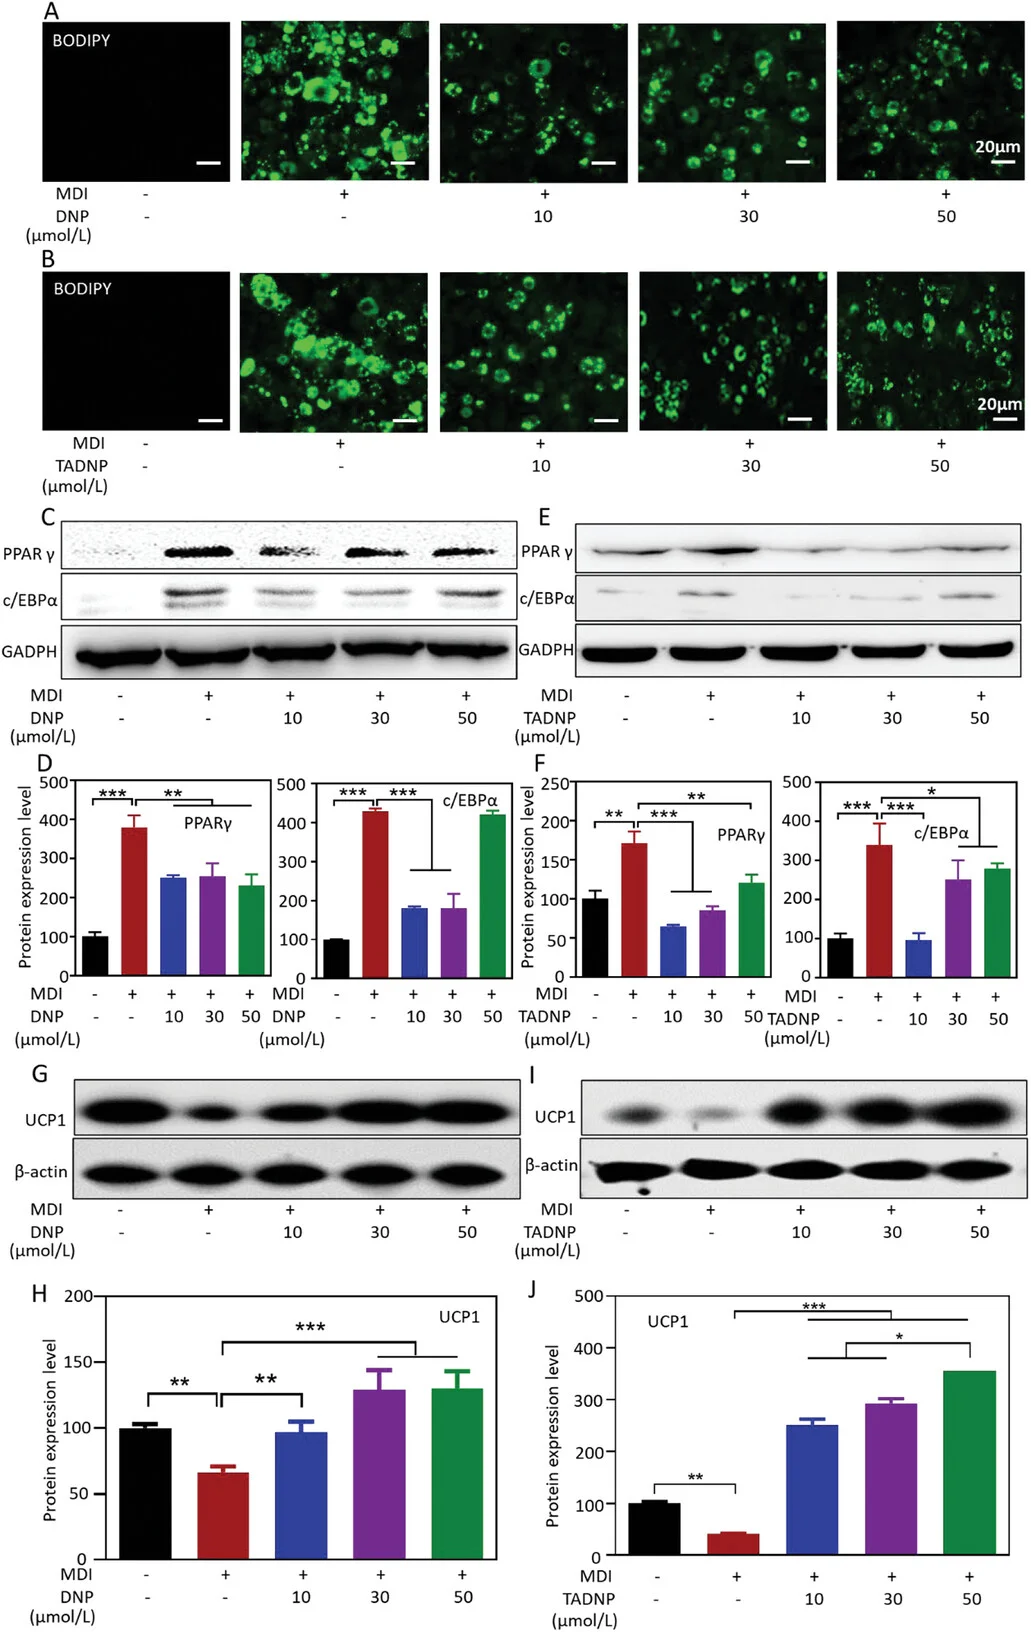 A
BODIPY
20μm
MDI - + + + +
DNP - - 10 30 50
(μmol/L)
B
BODIPY
20μm
MDI - + + + +
TADNP - - 10 30 50
(μmol/L)
C
PPAR γ
c/EBPα
GADPH
MDI - + + + +
DNP - - 10 30 50
(μmol/L)
E
PPAR γ
c/EBPα
GADPH
MDI - + + + +
TADNP - - 10 30 50
(μmol/L)
D
Protein expression level
500
400
300
200
100
0
*** **
PPARγ
MDI - + + + +
DNP - - 10 30 50
(μmol/L)
500
400
300
200
100
0
*** ***
c/EBPα
MDI - + + + +
DNP - - 10 30 50
(μmol/L)
F
Protein expression level
250
200
150
100
50
0
**
** ***
PPARγ
MDI - + + + +
TADNP - - 10 30 50
(μmol/L)
500
400
300
200
100
0
*
*** ***
c/EBPα
MDI - + + + +
TADNP - - 10 30 50
(μmol/L)
G
UCP1
β-actin
MDI - + + + +
DNP - - 10 30 50
(μmol/L)
I
UCP1
β-actin
MDI - + + + +
TADNP - - 10 30 50
(μmol/L)
H
Protein expression level
200
150
100
50
0
UCP1
***
** **
MDI - + + + +
DNP - - 10 30 50
(μmol/L)
J
Protein expression level
500
400
300
200
100
0
UCP1
***
*
**
MDI - + + + +
TADNP - - 10 30 50
(μmol/L)